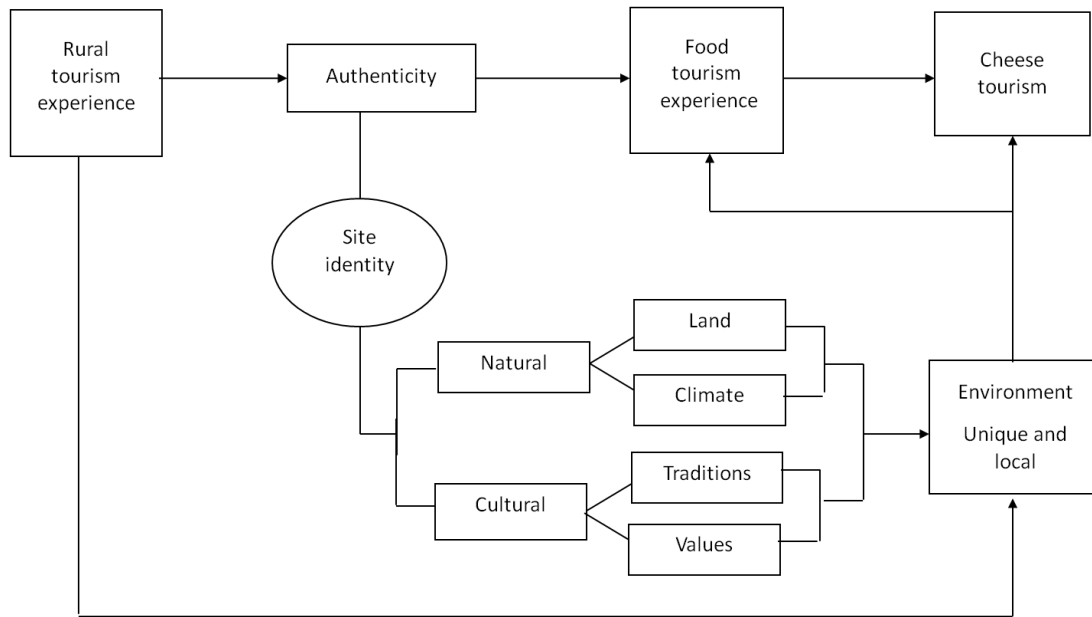 Rural
tourism
experience
Authenticity
Food
tourism
experience
Cheese
tourism
Site
identity
Natural
Land
Climate
Cultural
Traditions
Values
Environment
Unique and
local